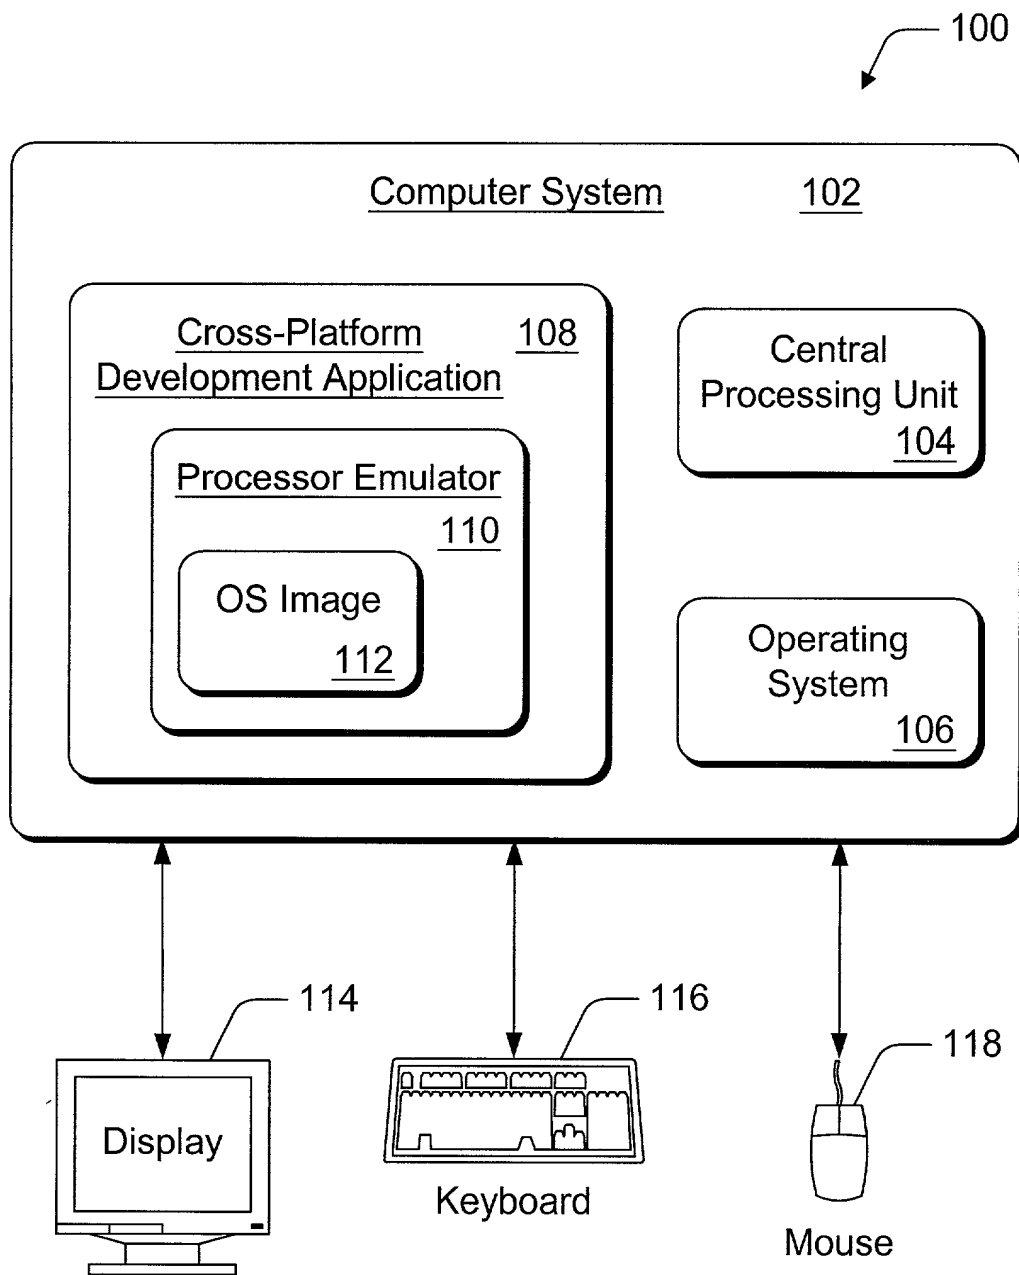 100
Computer System 102
Cross-Platform 108
Development Application
Processor Emulator
110
OS Image
112
Central
Processing Unit
104
Operating
System
106
114
116
118
Display
Keyboard
Mouse